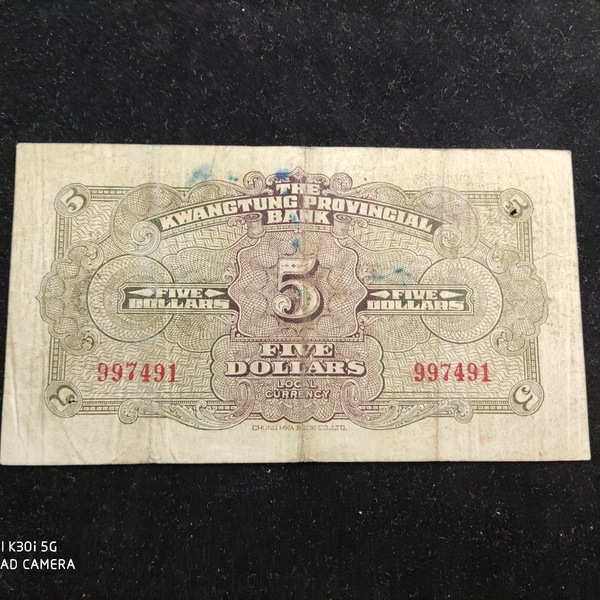 5
5
THE
KWANGTUNG PROVINCIAL
BANK
5
FIVE
DOLLARS
FIVE
DOLLARS
FIVE
DOLLARS
997491
997491
LOCAL
CURRENCY
5
5
CHUNG HWA BOOK CO., LTD.
I K30i 5G
AD CAMERA